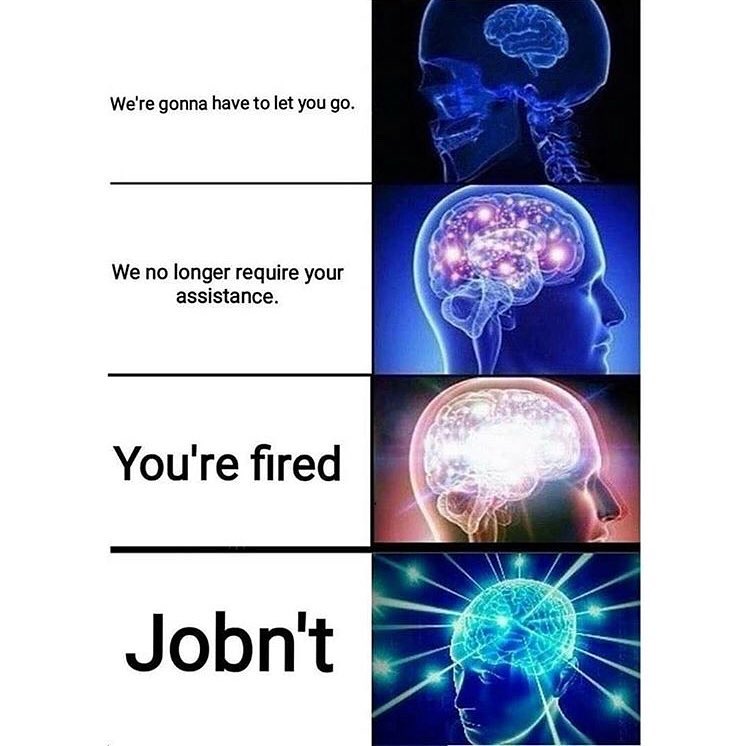 We're gonna have to let you go.
We no longer require your
assistance.
You're fired
Jobn't